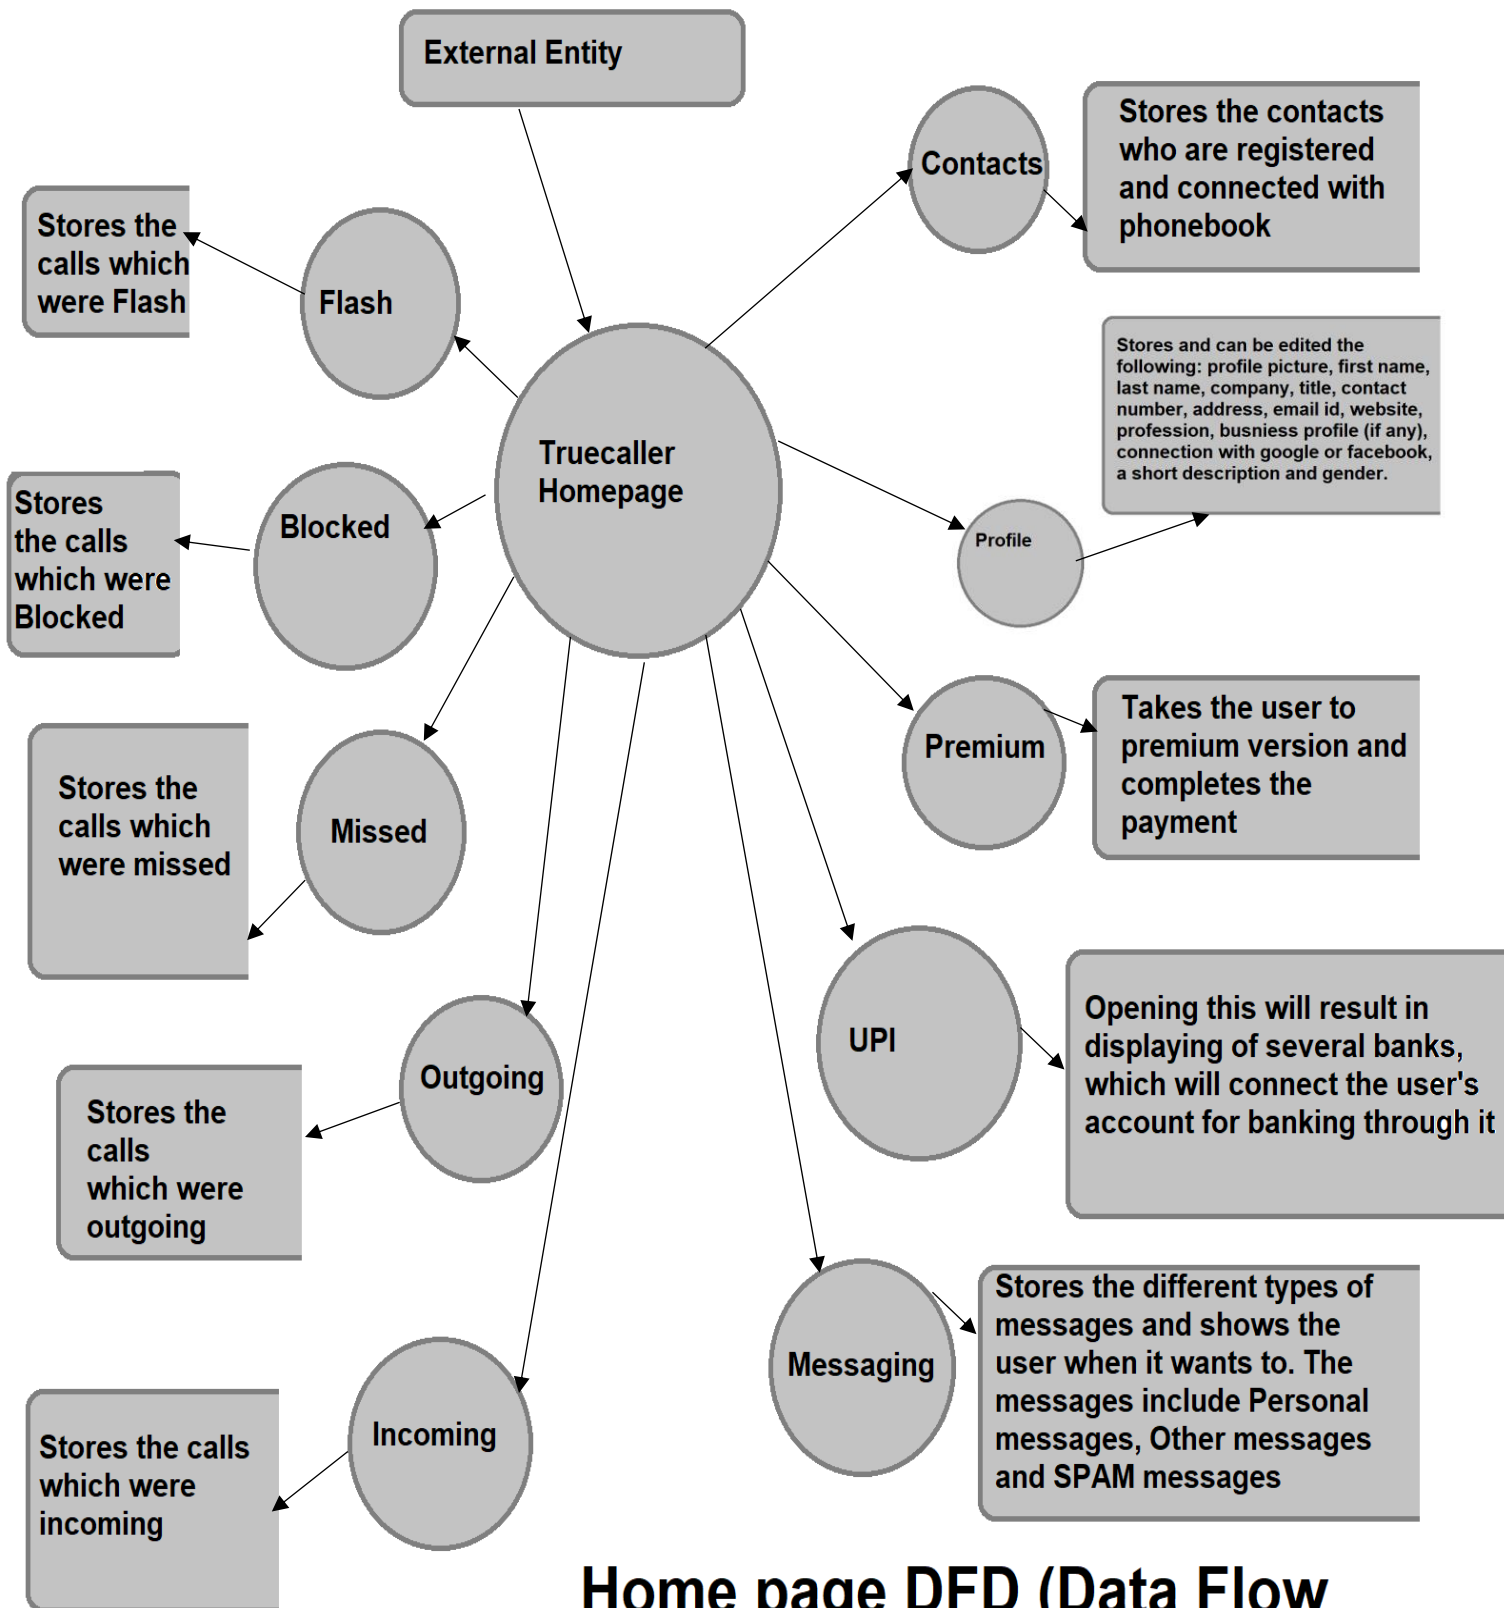 External Entity
Contacts
Stores the contacts
who are registered
and connected with
phonebook
Stores the
calls which
were Flash
Flash
Stores and can be edited the
following: profile picture, first name,
last name, company, title, contact
number, address, email id, website,
profession, busniess profile (if any),
connection with google or facebook,
a short description and gender.
Truecaller
Homepage
Stores
the calls
which were
Blocked
Blocked
Profile
Premium
Takes the user to
premium version and
completes the
payment
Stores the
calls which
were missed
Missed
UPI
Opening this will result in
displaying of several banks,
which will connect the user's
account for banking through it
Outgoing
Stores the
calls
which were
outgoing
Messaging
Stores the different types of
messages and shows the
user when it wants to. The
messages include Personal
messages, Other messages
and SPAM messages
Incoming
Stores the calls
which were
incoming
Home page DFD (Data Flow